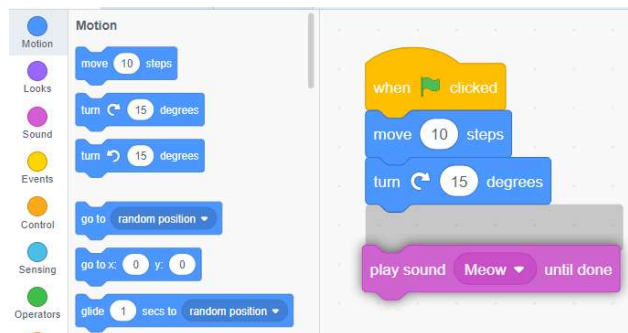 Motion
Looks
Sound
Events
Control
Sensing
Operators
Motion
move 10 steps
turn 15 degrees
turn 15 degrees
go to random position
go to x: 0 y: 0
glide 1 secs to random position
when clicked
move 10 steps
turn 15 degrees
play sound Meow until done